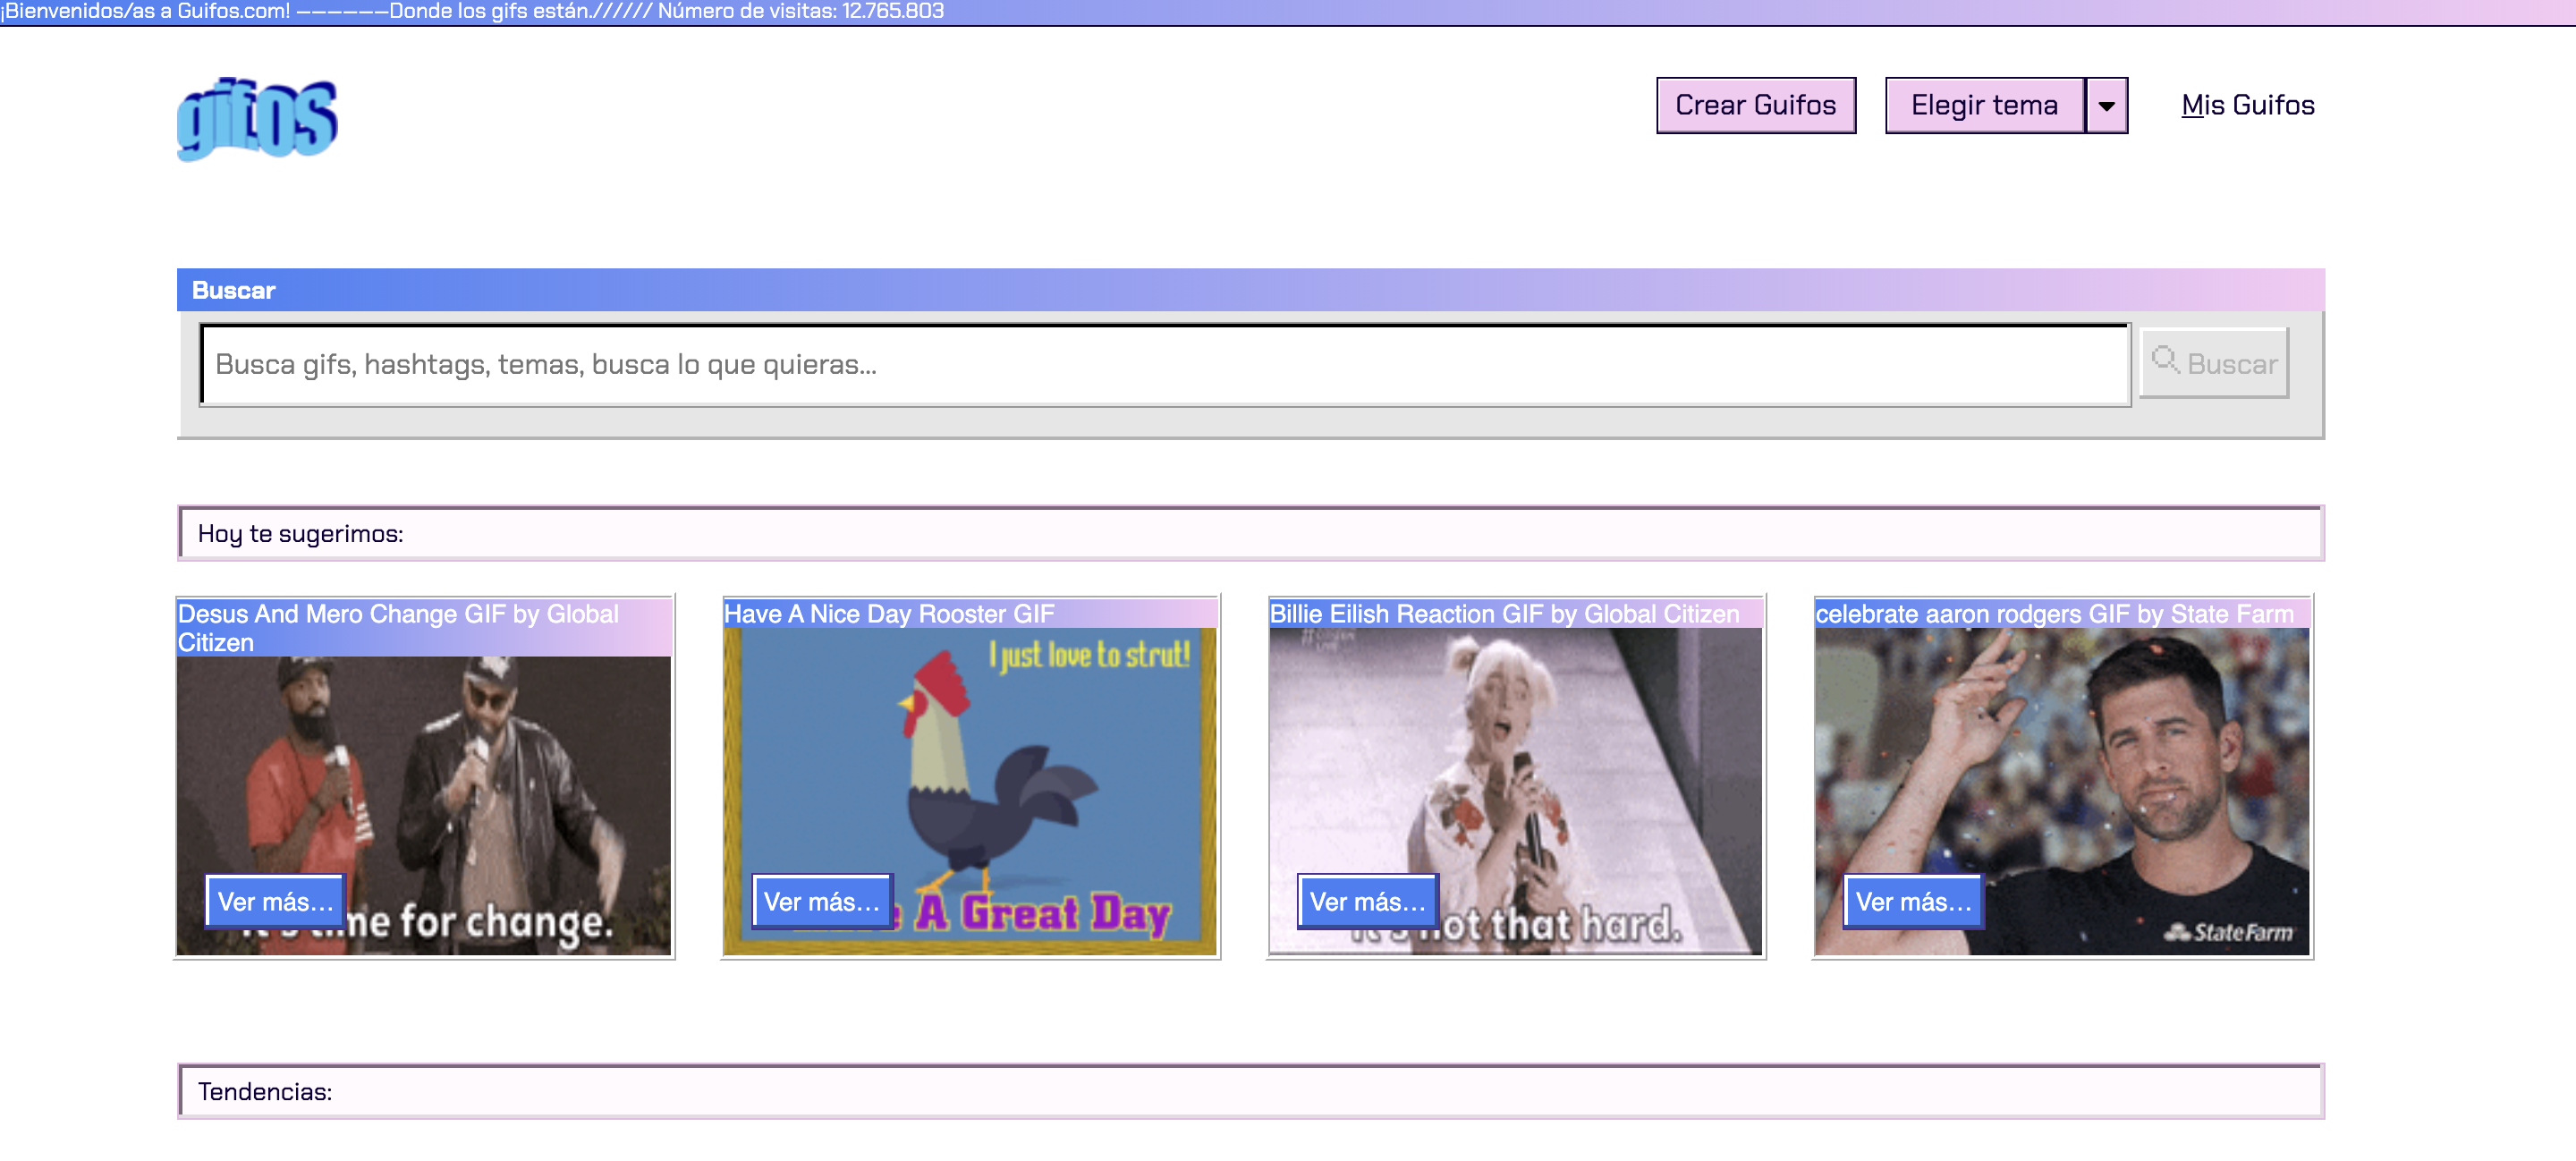 ¡Bienvenidos/as a Guifos.com! ——————Donde los gifs están.////// Número de visitas: 12.765.803
gifos
Crear Guifos
Elegir tema
Mis Guifos
Buscar
Busca gifs, hashtags, temas, busca lo que quieras...
Buscar
Hoy te sugerimos:
Desus And Mero Change GIF by Global
Citizen
Have A Nice Day Rooster GIF
Billie Eilish Reaction GIF by Global Citizen
celebrate aaron rodgers GIF by State Farm
I just love to strut!
Ver más...
me for change.
Ver más...
A Great Day
Ver más...
not that hard.
Ver más...
StateFarm
Tendencias: